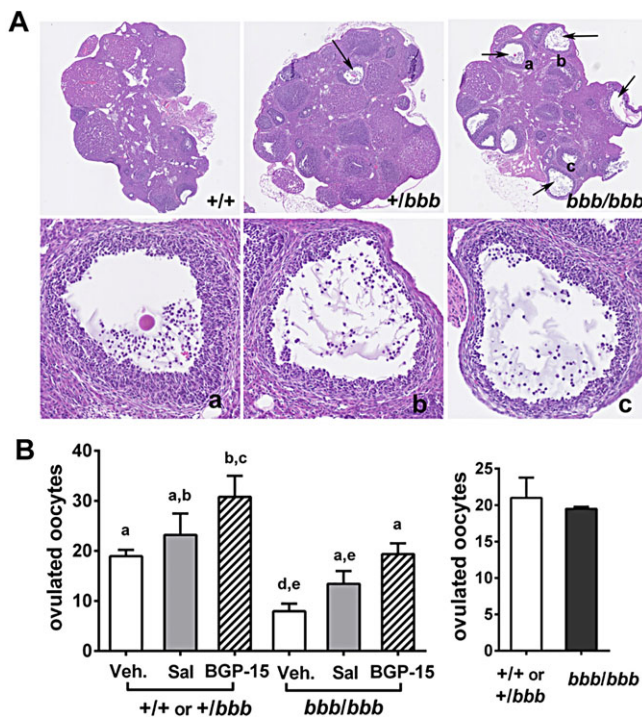 A
+/+
+/bbb
a
b
c
bbb/bbb
a
b
c
B
ovulated oocytes
40
30
20
10
0
a
a,b
b,c
d,e
a,e
a
Veh.
Sal
BGP-15
Veh.
Sal
BGP-15
+/+ or +/bbb
bbb/bbb
ovulated oocytes
25
20
15
10
5
0
+/+ or
+/bbb
bbb/bbb